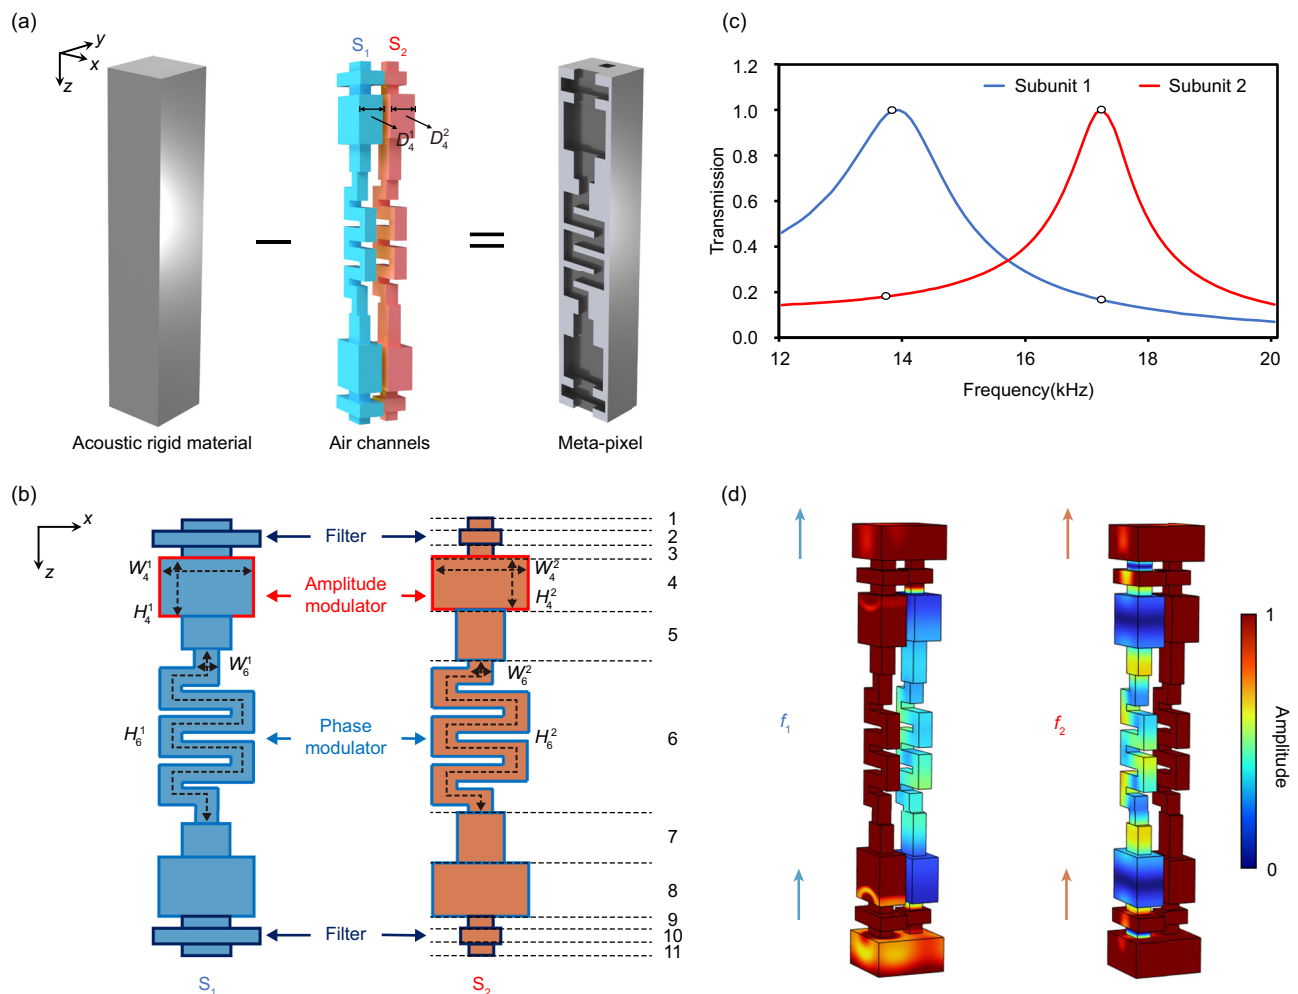 (a)
y
x
z
S1 S2
D4^1 D4^2
Acoustic rigid material
Air channels
Meta-pixel
(c)
1.2
1.0
0.8
0.6
0.4
0.2
0.0
Transmission
Subunit 1
Subunit 2
12 14 16 18 20
Frequency(kHz)
(b)
x
z
Filter
W4^1
H4^1
Amplitude
modulator
W4^2
H4^2
W6^1
W6^2
H6^1
Phase
modulator
H6^2
Filter
1
2
3
4
5
6
7
8
9
10
11
S1
S2
(d)
f1
f2
1
0
Amplitude